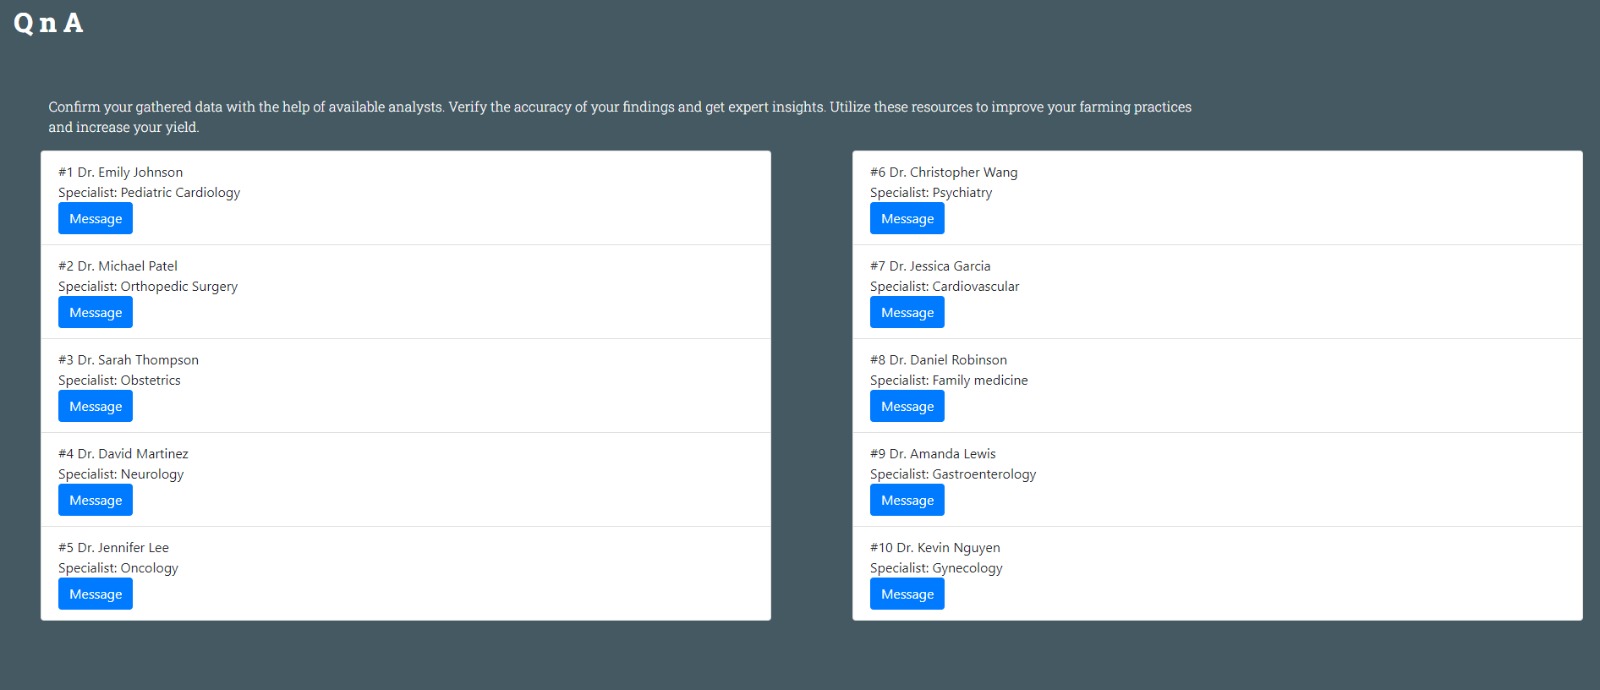 Q n A
Confirm your gathered data with the help of available analysts. Verify the accuracy of your findings and get expert insights. Utilize these resources to improve your farming practices
and increase your yield.
#1 Dr. Emily Johnson
Specialist: Pediatric Cardiology
Message
#2 Dr. Michael Patel
Specialist: Orthopedic Surgery
Message
#3 Dr. Sarah Thompson
Specialist: Obstetrics
Message
#4 Dr. David Martinez
Specialist: Neurology
Message
#5 Dr. Jennifer Lee
Specialist: Oncology
Message
#6 Dr. Christopher Wang
Specialist: Psychiatry
Message
#7 Dr. Jessica Garcia
Specialist: Cardiovascular
Message
#8 Dr. Daniel Robinson
Specialist: Family medicine
Message
#9 Dr. Amanda Lewis
Specialist: Gastroenterology
Message
#10 Dr. Kevin Nguyen
Specialist: Gynecology
Message